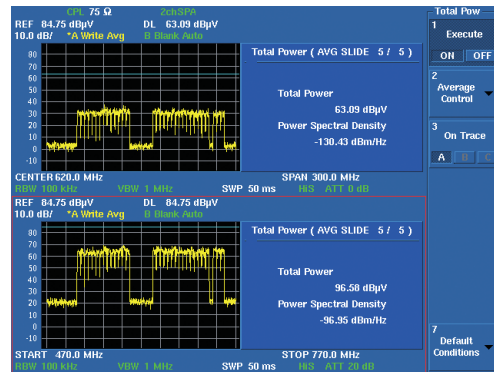 CPL 75 Ω 2chSPA
REF 84.75 dBµV DL 63.09 dBµV
10.0 dB/ *A Write Avg B Blank Auto
Total Power ( AVG SLIDE 5 / 5 )
90
80
70
60
50
40
30
20
10
0
-10
Total Power
63.09 dBµV
Power Spectral Density
-130.43 dBm/Hz
CENTER 620.0 MHz SPAN 300.0 MHz
RBW 100 kHz VBW 1 MHz SWP 50 ms HiS ATT 0 dB
REF 84.75 dBµV DL 84.75 dBµV
10.0 dB/ *A Write Avg B Blank Auto
Total Power ( AVG SLIDE 5 / 5 )
90
80
70
60
50
40
30
20
10
0
-10
Total Power
96.58 dBµV
Power Spectral Density
-96.95 dBm/Hz
START 470.0 MHz STOP 770.0 MHz
RBW 100 kHz VBW 1 MHz SWP 50 ms HiS ATT 20 dB
Total Pow
1
Execute
ON OFF
2
Average
Control
3
On Trace
A B C
7
Default
Conditions